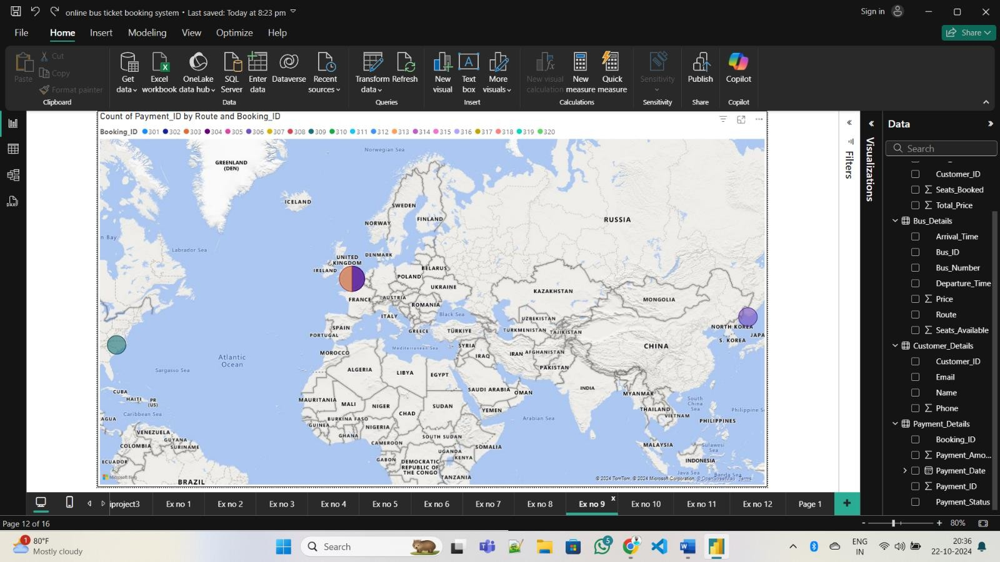 online bus ticket booking system • Last saved: Today at 8:23 pm
Sign in
File Home Insert Modeling View Optimize Help
Share
Paste
Cut
Copy
Format painter
Clipboard
Get data
Excel workbook
OneLake data hub
SQL Server
Enter data
Dataverse
Recent sources
Data
Transform data
Refresh
Queries
New visual
Text box
More visuals
Insert
New visual calculation
New measure
Quick measure
Calculations
Sensitivity
Sensitivity
Publish
Share
Copilot
Copilot
Count of Payment_ID by Route and Booking_ID
Booking_ID 301 302 303 304 305 306 307 308 309 310 311 312 313 314 315 316 317 318 319 320
Norwegian Sea
GREENLAND
(DEN)
ICELAND
SWEDEN
NORWAY
FINLAND
RUSSIA
n Bay
Labrador Sea
UNITED
KINGDOM
DENMARK
IRELAND
BELARUS
POLAND
UKRAINE
KAZAKHSTAN
MONGOLIA
FRANCE
AUSTRIA
ROMANIA
ITALY
Black Sea
UZBEKISTAN
SPAIN
GREECE
TÜRKIYE
TURKMENISTAN
TAJIKISTAN
NORTH KOREA
PORTUGAL
S. KOREA
JAPA
Mediterranean Sea
SYRIA
CHINA
MOROCCO
IRAQ
IRAN
AFGHANISTAN
Atlantic
Ocean
Sargasso Sea
ALGERIA
LIBYA
EGYPT
PAKISTAN
CUBA
HAITI
PR
(US)
SAUDI ARABIA
OMAN
INDIA
MYANMAR
MAURITANIA
MALI
NIGER
CHAD
SUDAN
YEMEN
THAILAND
VIETNAM
South
China
Sea
Philippine S
PHILIPPINES
Caribbean Sea
AGUA
BURKINA FASO
Arabian Sea
GUINEA
NIGERIA
VENEZUELA
GUYANA
COLOMBIA
SURINAME
GHANA
CAMEROON
SOUTH SUDAN
SOMALIA
MALAYSIA
Sulawesi
Sea
UGANDA
KENYA
ECUADOR
GABON
DEMOCRATIC
REPUBLIC OF
THE CONGO
INDONESIA
TANZANIA
Java Sea
Banda Sea
BRAZIL
Microsoft Bing
© 2024 TomTom, © 2024 Microsoft Corporation, © OpenStreetMap Terms
Filters
Visualizations
Data
Search
Customer_ID
Seats_Booked
Total_Price
Bus_Details
Arrival_Time
Bus_ID
Bus_Number
Departure_Time
Price
Route
Seats_Available
Customer_Details
Customer_ID
Email
Name
Phone
Payment_Details
Booking_ID
Payment_Amo...
Payment_Date
Payment_ID
Payment_Status
iproject3 Ex no 1 Ex no 2 Ex no 3 Ex no 4 Ex no 5 Ex no 6 Ex no 7 Ex no 8 Ex no 9 x Ex no 10 Ex no 11 Ex no 12 Page 1 +
Page 12 of 16
- + 80%
1
80°F
Mostly cloudy
Search
5
ENG
IN
20:36
22-10-2024